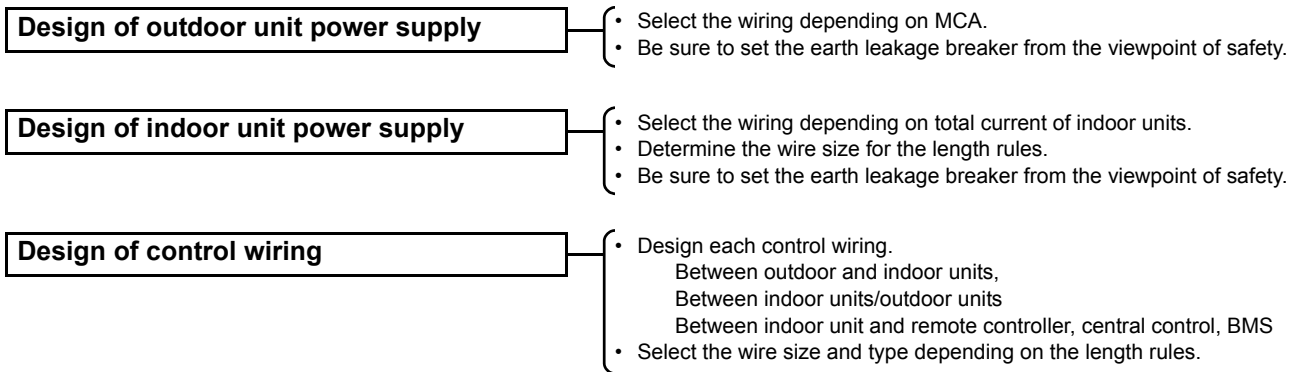 Design of outdoor unit power supply
• Select the wiring depending on MCA.
• Be sure to set the earth leakage breaker from the viewpoint of safety.
Design of indoor unit power supply
• Select the wiring depending on total current of indoor units.
• Determine the wire size for the length rules.
• Be sure to set the earth leakage breaker from the viewpoint of safety.
Design of control wiring
• Design each control wiring.
Between outdoor and indoor units,
Between indoor units/outdoor units
Between indoor unit and remote controller, central control, BMS
• Select the wire size and type depending on the length rules.